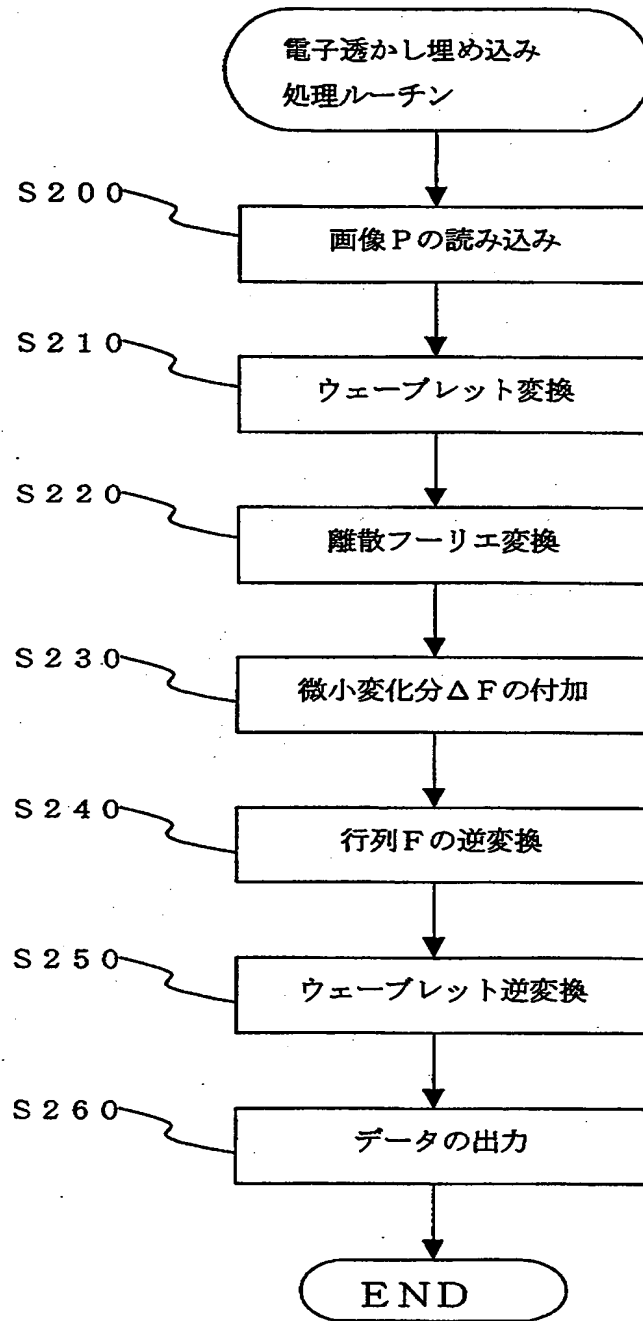 電子透かし埋め込み
処理ルーチン
S200
画像Pの読み込み
S210
ウェーブレット変換
S220
離散フーリエ変換
S230
微小変化分ΔFの付加
S240
行列Fの逆変換
S250
ウェーブレット逆変換
S260
データの出力
END